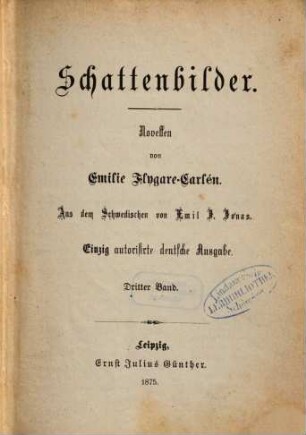 Schattenbilder.
Novellen
von
Emilie Flygare-Carlén.
Aus dem Schwedischen von Emil J. Jonas.
Einzig autorisirte deutsche Ausgabe.
Dritter Band.
Leipzig,
Ernst Julius Günther.
1875.